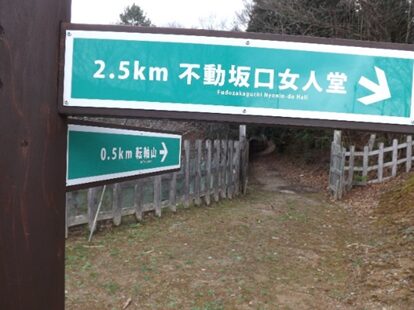 2.5km 不動坂口女人堂
Fudozakaguchi Nyonin-do Hall
0.5km 転軸山